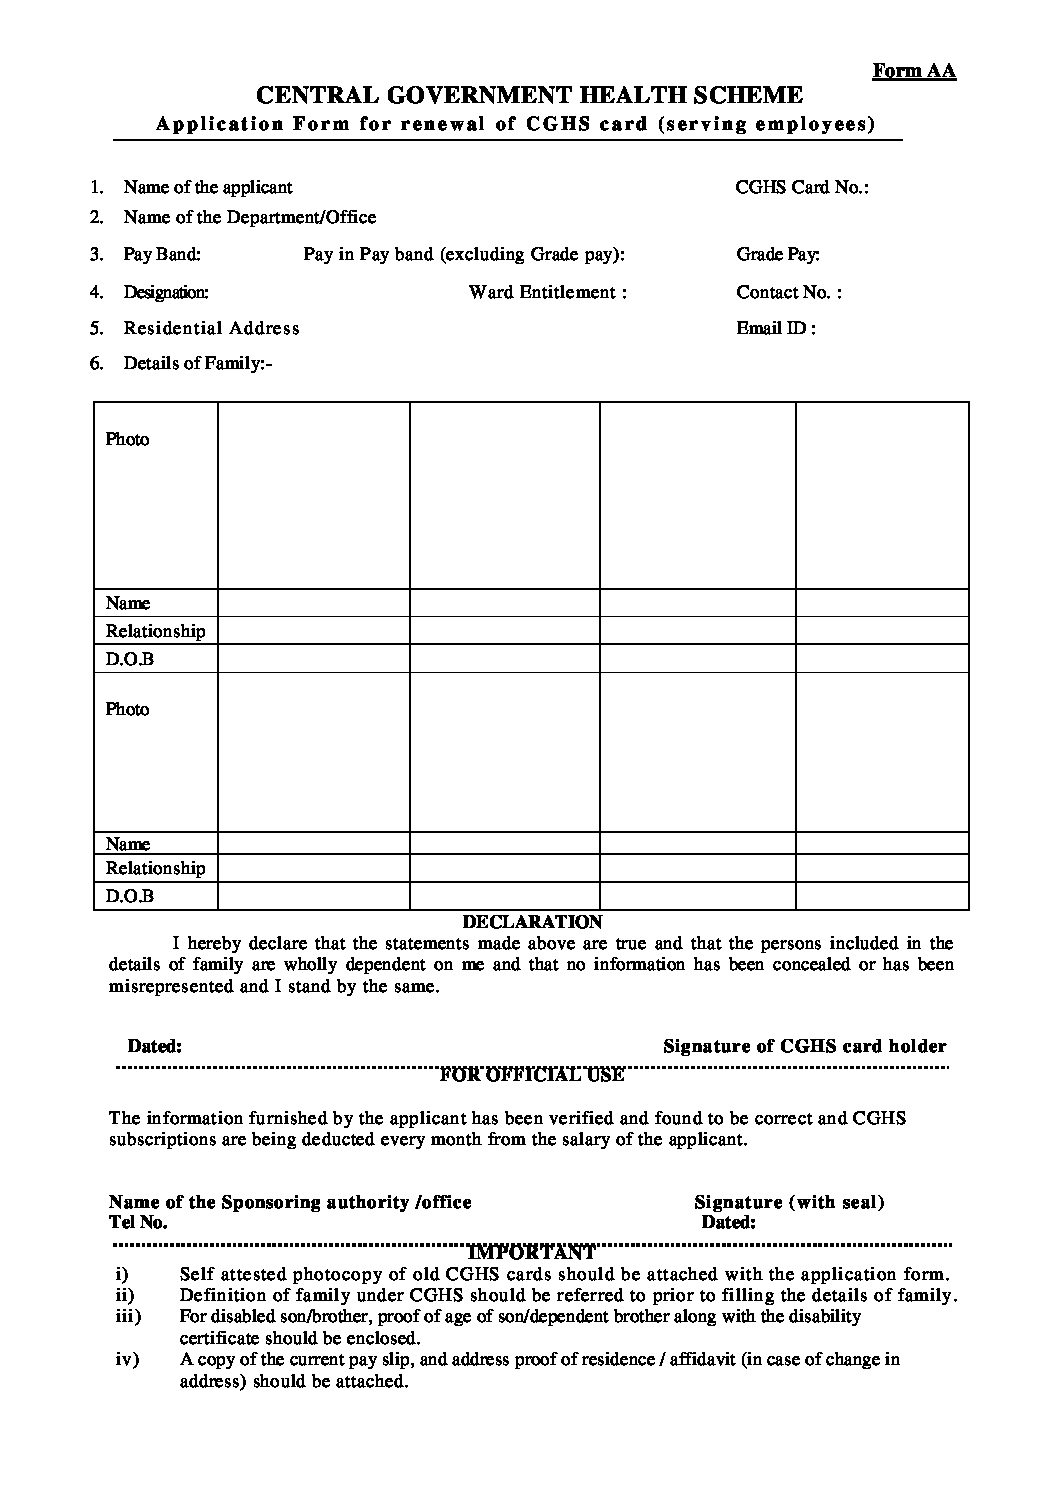 Form AA
CENTRAL GOVERNMENT HEALTH SCHEME
Application Form for renewal of CGHS card (serving employees)
1. Name of the applicant CGHS Card No.:
2. Name of the Department/Office
3. Pay Band: Pay in Pay band (excluding Grade pay): Grade Pay:
4. Designation: Ward Entitlement : Contact No. :
5. Residential Address Email ID :
6. Details of Family:-
Photo
Name
Relationship
D.O.B
Photo
Name
Relationship
D.O.B
DECLARATION
I hereby declare that the statements made above are true and that the persons included in the
details of family are wholly dependent on me and that no information has been concealed or has been
misrepresented and I stand by the same.
Dated: Signature of CGHS card holder
FOR OFFICIAL USE
The information furnished by the applicant has been verified and found to be correct and CGHS
subscriptions are being deducted every month from the salary of the applicant.
Name of the Sponsoring authority /office Signature (with seal)
Tel No. Dated:
IMPORTANT
i) Self attested photocopy of old CGHS cards should be attached with the application form.
ii) Definition of family under CGHS should be referred to prior to filling the details of family.
iii) For disabled son/brother, proof of age of son/dependent brother along with the disability
certificate should be enclosed.
iv) A copy of the current pay slip, and address proof of residence / affidavit (in case of change in
address) should be attached.